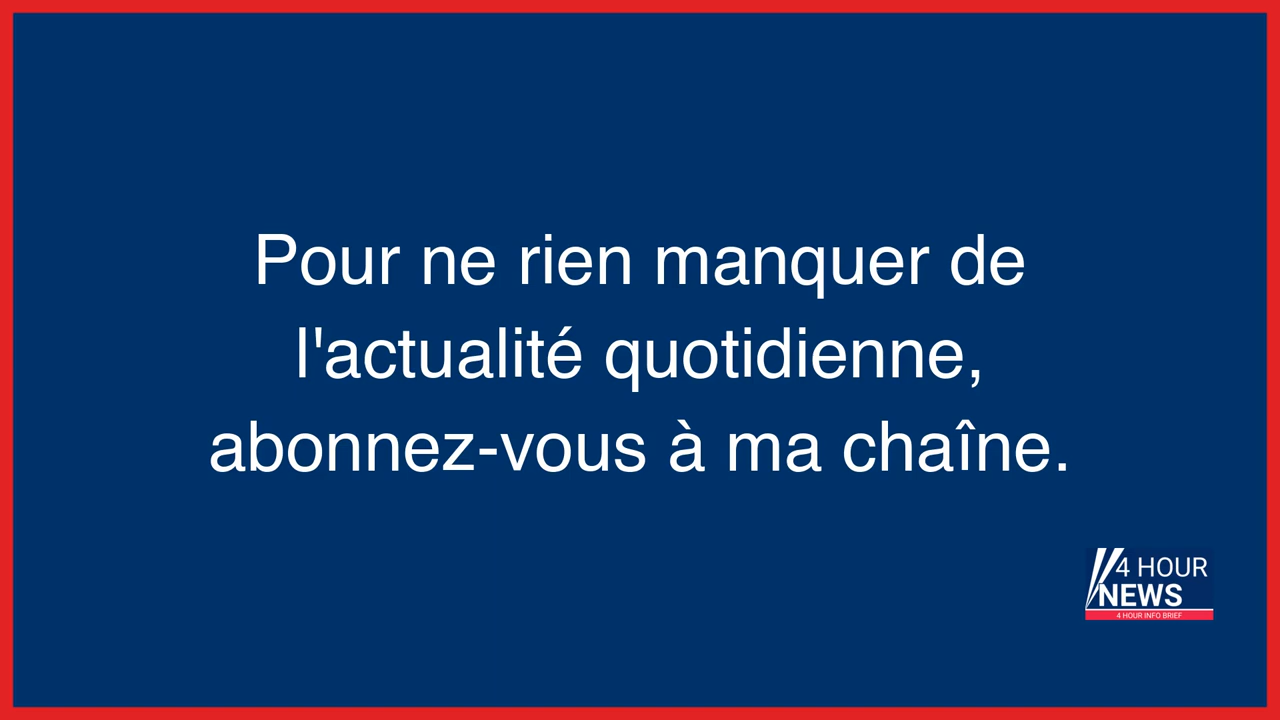 Pour ne rien manquer de
l'actualité quotidienne,
abonnez-vous à ma chaîne.
4 HOUR
NEWS
4 HOUR INFO BRIEF